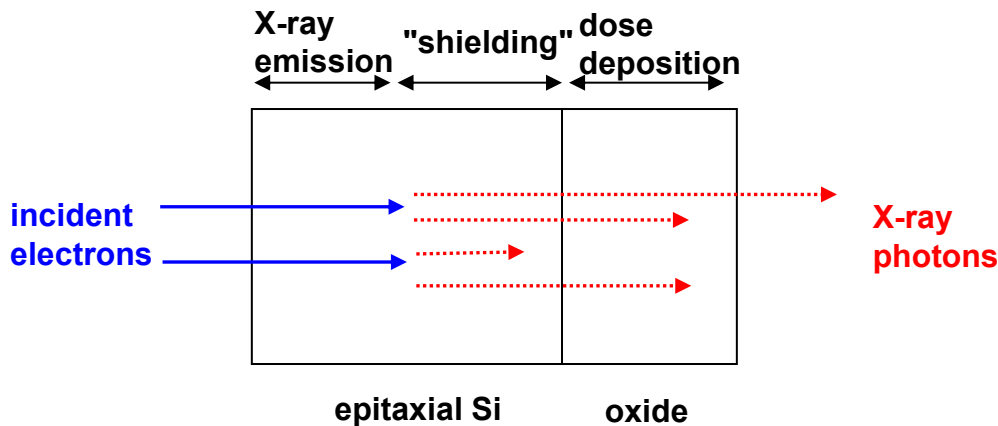 X-ray
emission
"shielding"
dose
deposition
incident
electrons
X-ray
photons
epitaxial Si
oxide